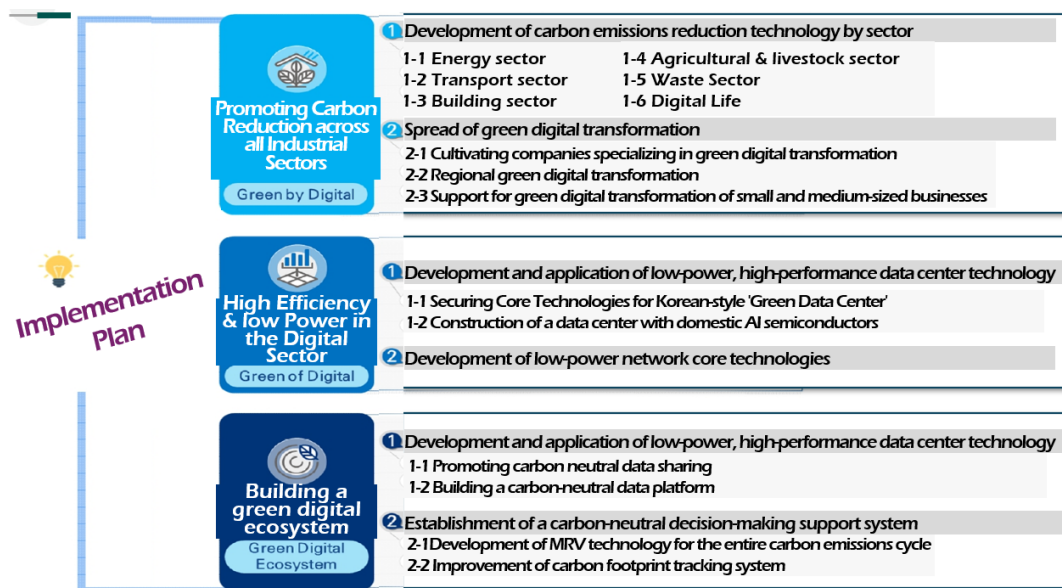 Implementation
Plan
Promoting Carbon
Reduction across
all Industrial
Sectors
Green by Digital
1 Development of carbon emissions reduction technology by sector
1-1 Energy sector 1-4 Agricultural & livestock sector
1-2 Transport sector 1-5 Waste Sector
1-3 Building sector 1-6 Digital Life
2 Spread of green digital transformation
2-1 Cultivating companies specializing in green digital transformation
2-2 Regional green digital transformation
2-3 Support for green digital transformation of small and medium-sized businesses
High Efficiency
& low Power in
the Digital
Sector
Green of Digital
1 Development and application of low-power, high-performance data center technology
1-1 Securing Core Technologies for Korean-style 'Green Data Center'
1-2 Construction of a data center with domestic AI semiconductors
2 Development of low-power network core technologies
Building a
green digital
ecosystem
Green Digital
Ecosystem
1 Development and application of low-power, high-performance data center technology
1-1 Promoting carbon neutral data sharing
1-2 Building a carbon-neutral data platform
2 Establishment of a carbon-neutral decision-making support system
2-1 Development of MRV technology for the entire carbon emissions cycle
2-2 Improvement of carbon footprint tracking system